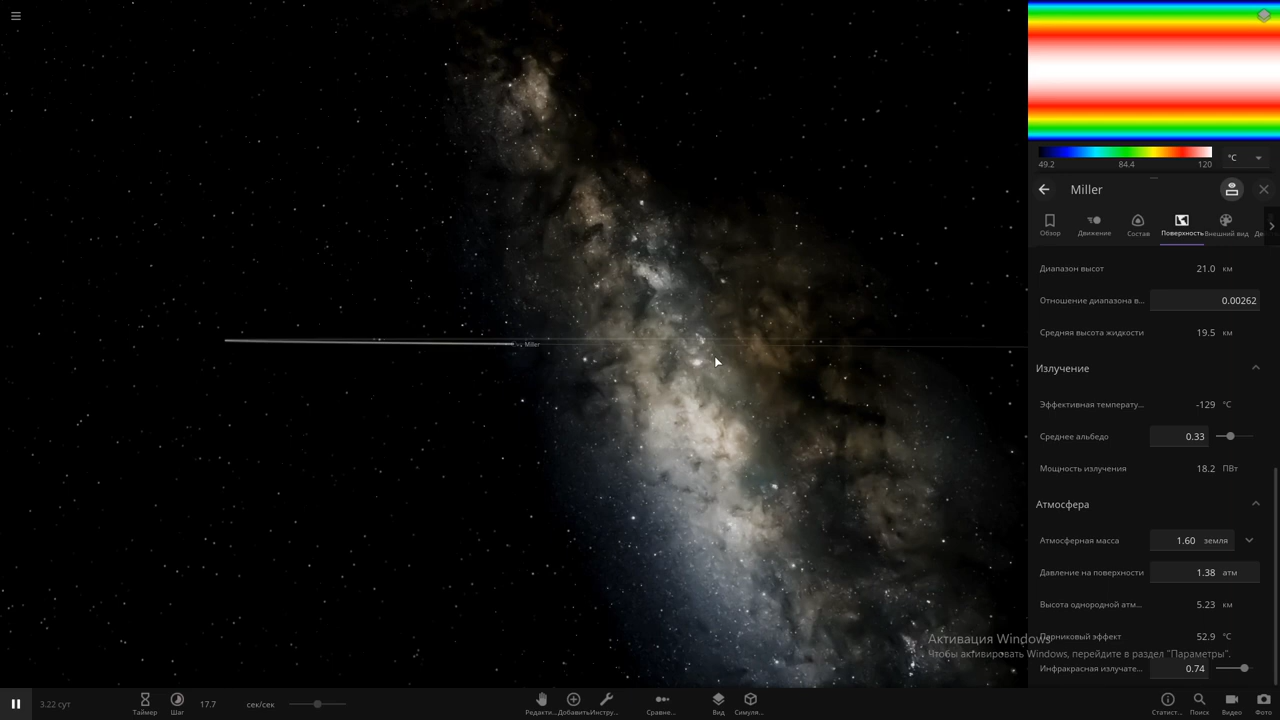 49.2 84.4 120 °C
Miller
Обзор Движение Состав Поверхность Внешний вид Де
Диапазон высот 21.0 км
Отношение диапазона в... 0.00262
Miller
Средняя высота жидкости 19.5 км
Излучение
Эффективная температу... -129 °C
Среднее альбедо 0.33
Мощность излучения 18.2 ПВт
Атмосфера
Атмосферная масса 1.60 земля
Давление на поверхности 1.38 атм
Высота однородной атм... 5.23 км
Парниковый эффект 52.9 °C
Активация Windows
Чтобы активировать Windows, перейдите в раздел "Параметры".
Инфракрасная излучате... 0.74
3.22 сут Таймер Шаг 17.7 сек/сек Редакти... Добавить Инстру... Сравне... Вид Симуля... Статист... Поиск Видео Фото